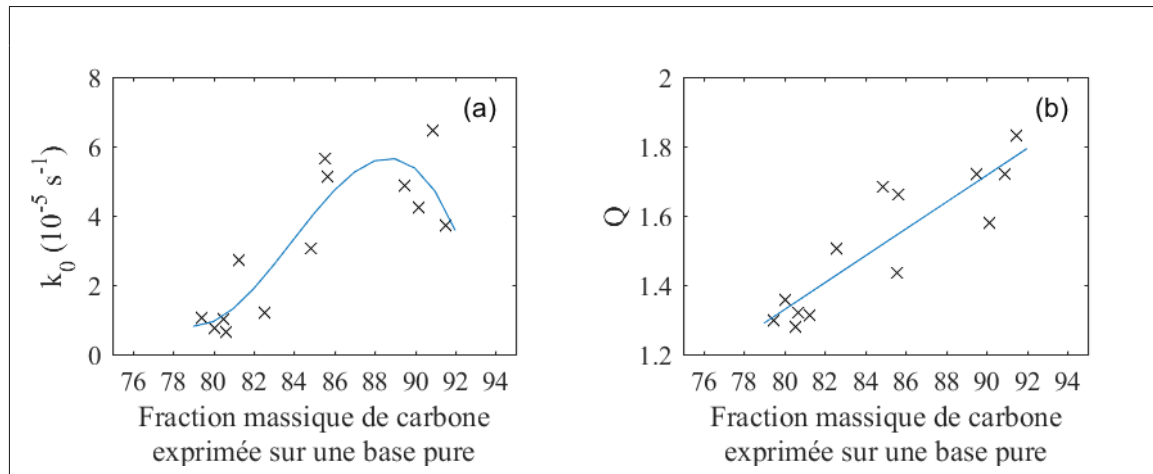 8
6
4
2
0
k₀ (10⁻⁵ s⁻¹)
(a)
76 78 80 82 84 86 88 90 92 94
Fraction massique de carbone
exprimée sur une base pure
2
1.8
1.6
1.4
1.2
Q
(b)
76 78 80 82 84 86 88 90 92 94
Fraction massique de carbone
exprimée sur une base pure